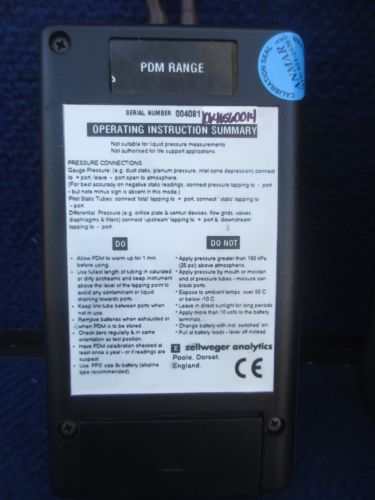 PDM RANGE
CALIBRATION SEAL
ANMAR
SERIAL NUMBER 004081
OPERATING INSTRUCTION SUMMARY
Not suitable for liquid pressure measurements
Not authorised for life support applications
PRESSURE CONNECTIONS
Gauge Pressure: (e.g. duct static, plenum pressure, inlet cone depression) connect
to + port, leave - port open to atmosphere.
(For best accuracy on negative static readings, connect pressure tapping to - port
- but note minus sign is absent in this mode.)
Pitot Static Tubes: connect 'total' tapping to + port, connect 'static' tapping to
- port.
Differential Pressure (e.g. orifice plate & venturi devices, flow grids, valves,
diaphragms & filters) connect 'upstream' tapping to + port & 'downstream'
tapping to - port.
DO
• Allow PDM to warm up for 1 min
before using.
• Use fullest length of tubing in saturated
or dirty airstreams and keep instrument
above the level of the tapping point to
avoid any contaminant or liquid
draining towards ports
• Keep link tube between ports when
not in use.
• Remove batteries when exhausted or
when PDM is to be stored.
• Check zero regularly & in same
orientation as test position.
• Have PDM calibration checked at
least once a year - or if readings are
suspect
• Use 'PP3' size 9v battery (alkaline
type recommended)
DO NOT
• Apply pressure greater than 165 kPa
(25 psi) above atmospheric.
• Apply pressure by mouth or moisten
end of pressure tubes - moisture can
block ports.
• Expose to ambient temps. over 55 C
or below -10 C
• Leave in direct sunlight for long periods
• Apply more than 10 volts to the battery
terminals
• Change battery with inst. switched on
• Pull at battery leads - lever off instead
zellweger analytics
Poole, Dorset.
England.
CE